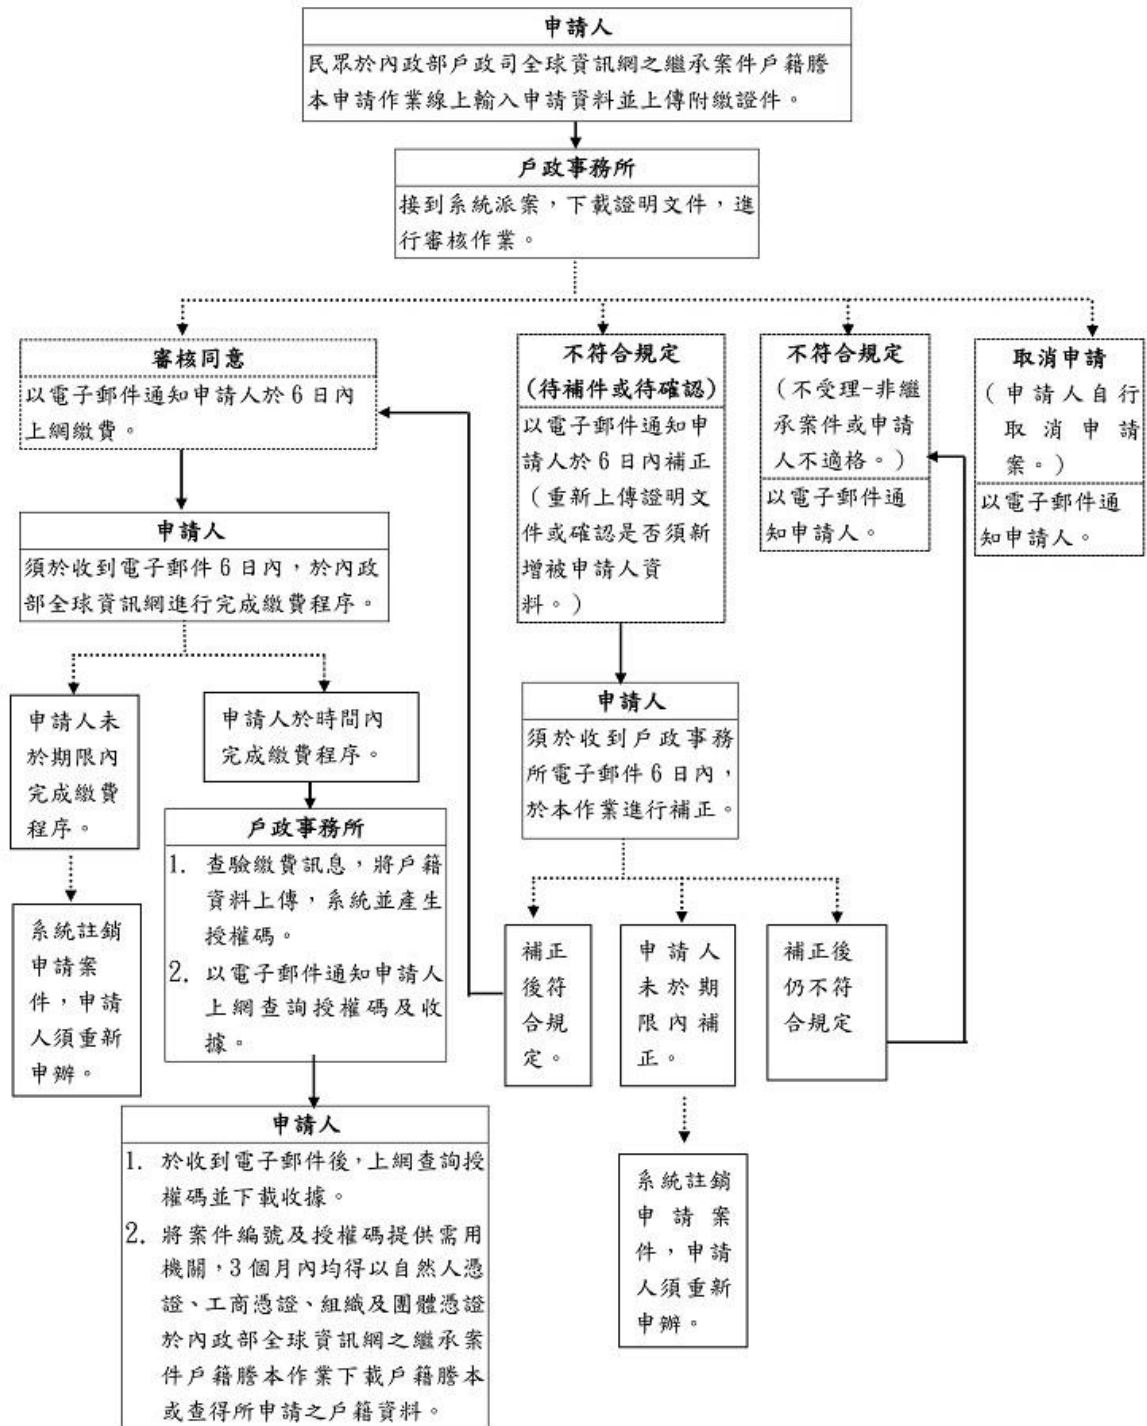 申請人
民眾於內政部戶政司全球資訊網之繼承案件戶籍謄
本申請作業線上輸入申請資料並上傳附繳證件。
戶政事務所
接到系統派案，下載證明文件，進
行審核作業。
審核同意
以電子郵件通知申請人於 6 日內
上網繳費。
不符合規定
(待補件或待確認)
以電子郵件通知申
請人於 6 日內補正
（重新上傳證明文
件或確認是否須新
增被申請人資
料。）
不符合規定
（不受理-非繼
承案件或申請
人不適格。）
以電子郵件通
知申請人。
取消申請
（申請人自行
取消申請
案。）
以電子郵件通
知申請人。
申請人
須於收到電子郵件 6 日內，於內政
部全球資訊網進行完成繳費程序。
申請人未
於期限內
完成繳費
程序。
申請人於時間內
完成繳費程序。
申請人
須於收到戶政事務
所電子郵件 6 日內，
於本作業進行補正。
戶政事務所
1. 查驗繳費訊息，將戶籍
資料上傳，系統並產生
授權碼。
2. 以電子郵件通知申請人
上網查詢授權碼及收
據。
系統註銷
申請案
件，申請
人須重新
申辦。
補正
後符
合規
定。
申請人
未於期
限內補
正。
補正後
仍不符
合規定
申請人
1. 於收到電子郵件後，上網查詢授
權碼並下載收據。
2. 將案件編號及授權碼提供需用
機關，3 個月內均得以自然人憑
證、工商憑證、組織及團體憑證
於內政部全球資訊網之繼承案
件戶籍謄本作業下載戶籍謄本
或查得所申請之戶籍資料。
系統註銷
申請案
件，申請
人須重新
申辦。